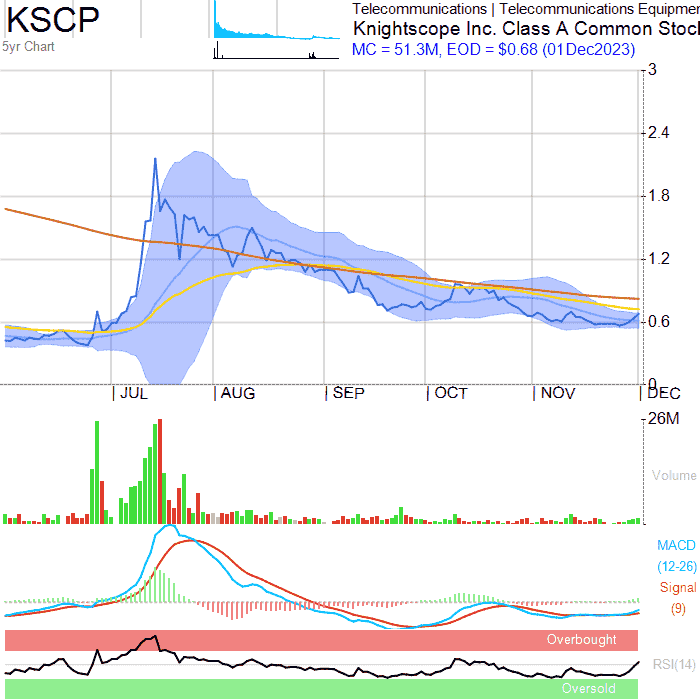 KSCP
5yr Chart
Telecommunications | Telecommunications Equipmen
Knightscope Inc. Class A Common Stoc
MC = 51.3M, EOD = $0.68 (01Dec2023)
3
2.4
1.8
1.2
0.6
0
JUL AUG SEP OCT NOV DEC
26M
Volume
MACD
(12-26)
Signal
(9)
Overbought
RSI(14)
Oversold